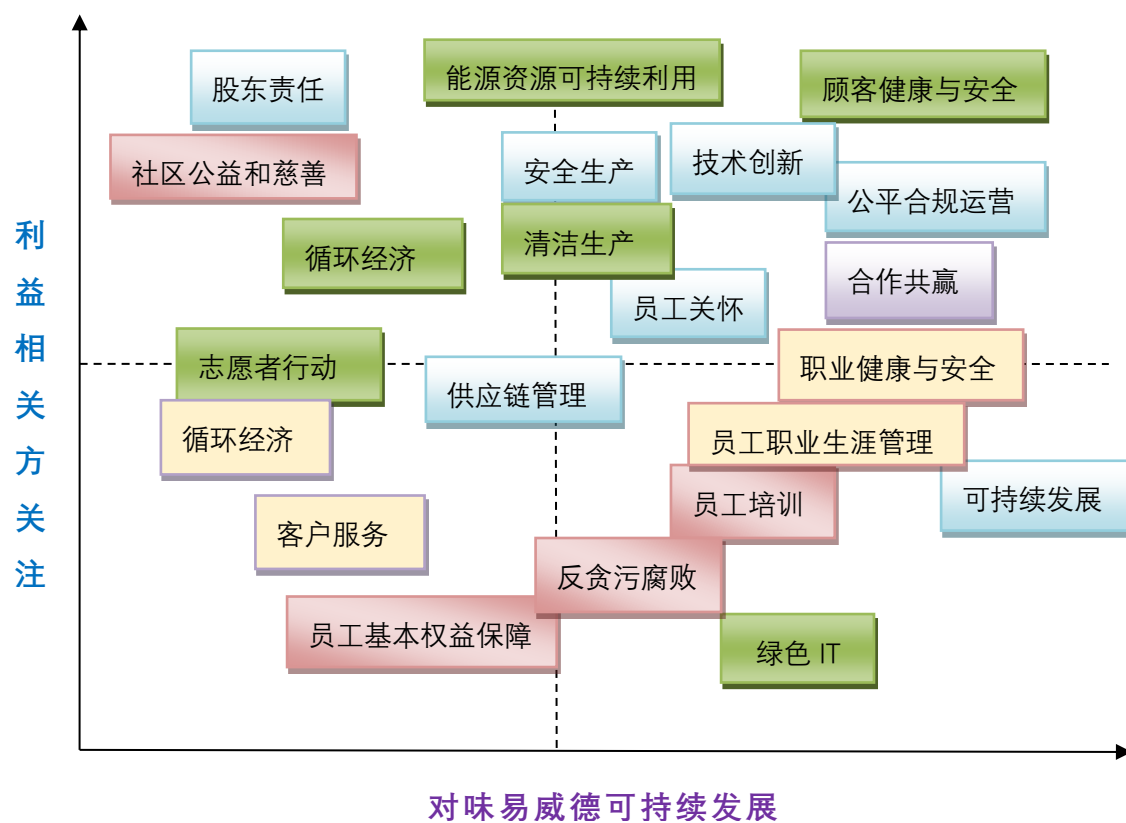 能源资源可持续利用
股东责任
顾客健康与安全
技术创新
安全生产
社区公益和慈善
公平合规运营
清洁生产
循环经济
合作共赢
员工关怀
志愿者行动
职业健康与安全
供应链管理
循环经济
员工职业生涯管理
可持续发展
员工培训
客户服务
反贪污腐败
员工基本权益保障
绿色 IT
利益相关方关注
对味易威德可持续发展